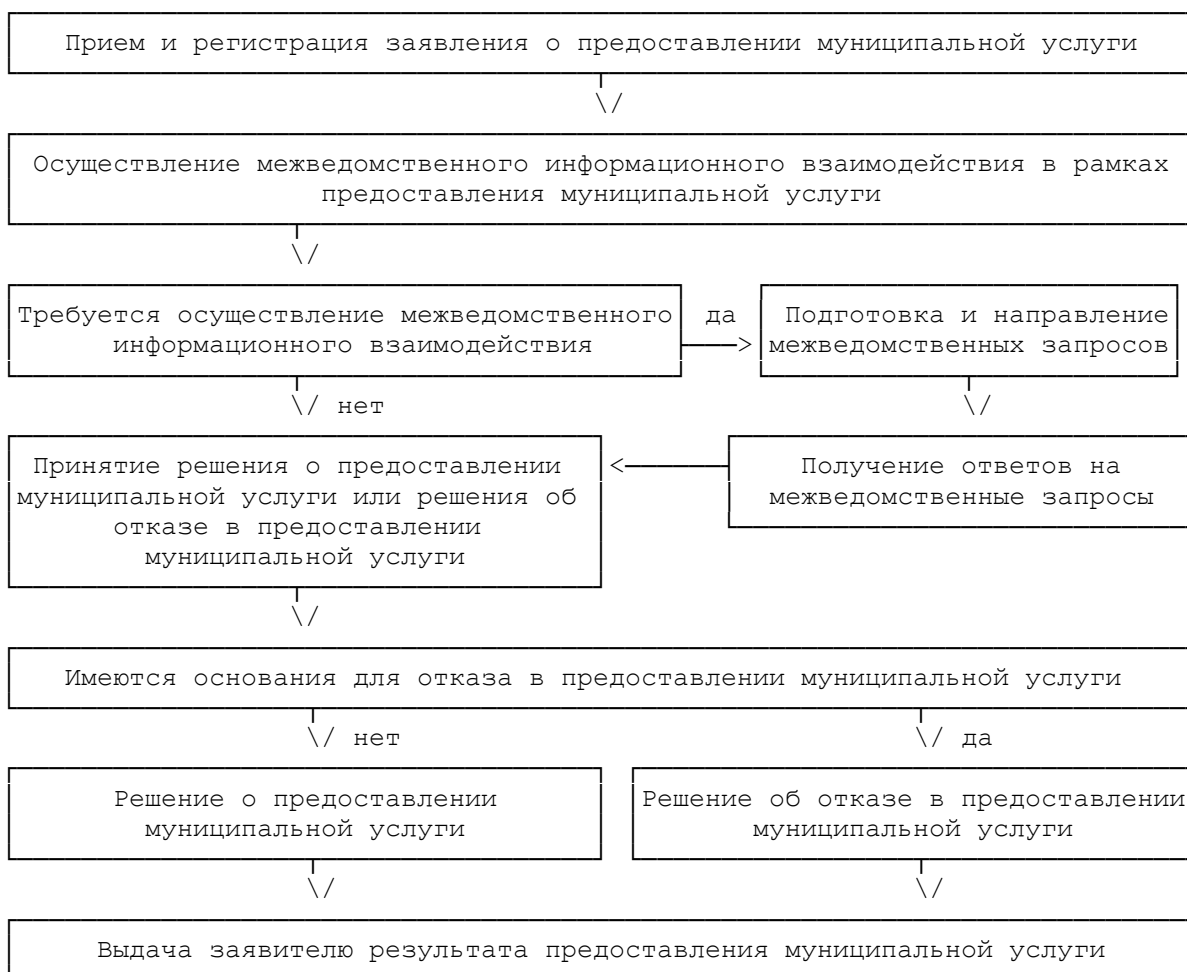 Прием и регистрация заявления о предоставлении муниципальной услуги
\/
Осуществление межведомственного информационного взаимодействия в рамках
предоставления муниципальной услуги
\/
Требуется осуществление межведомственного
информационного взаимодействия
да
>
Подготовка и направление
межведомственных запросов
\/ нет
\/
Принятие решения о предоставлении
муниципальной услуги или решения об
отказе в предоставлении
муниципальной услуги
<
Получение ответов на
межведомственные запросы
\/
Имеются основания для отказа в предоставлении муниципальной услуги
\/ нет
\/ да
Решение о предоставлении
муниципальной услуги
Решение об отказе в предоставлении
муниципальной услуги
\/
\/
Выдача заявителю результата предоставления муниципальной услуги